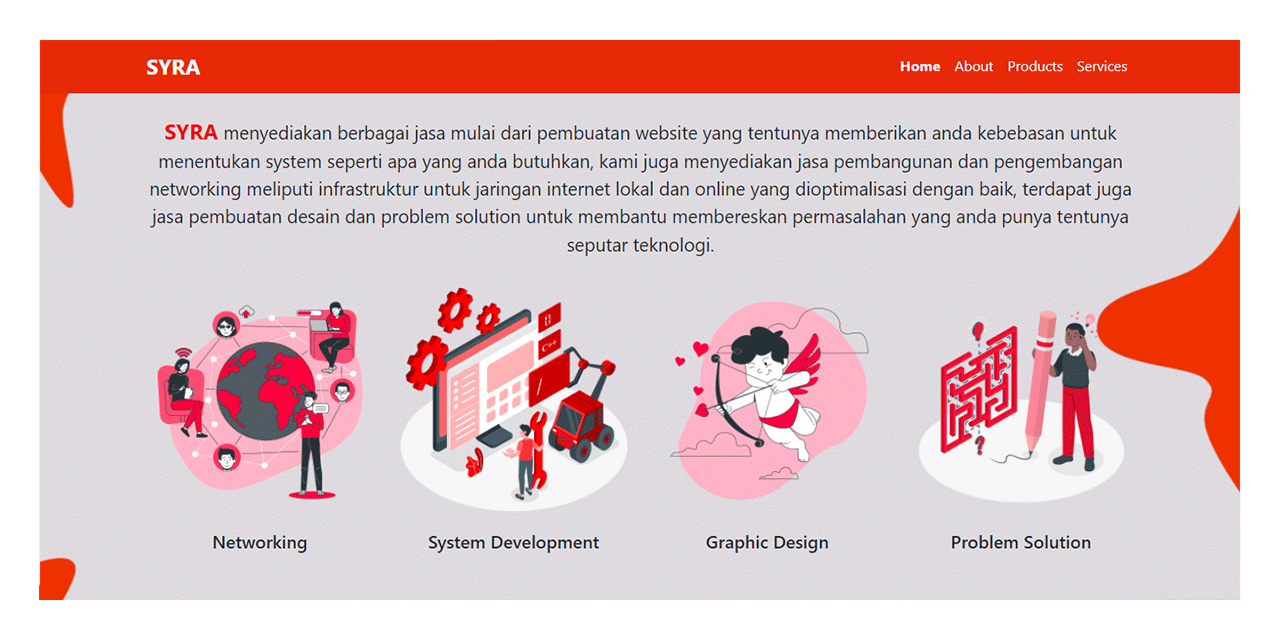 SYRA
Home About Products Services
SYRA menyediakan berbagai jasa mulai dari pembuatan website yang tentunya memberikan anda kebebasan untuk
menentukan system seperti apa yang anda butuhkan, kami juga menyediakan jasa pembangunan dan pengembangan
networking meliputi infrastruktur untuk jaringan internet lokal dan online yang dioptimalisasi dengan baik, terdapat juga
jasa pembuatan desain dan problem solution untuk membantu membereskan permasalahan yang anda punya tentunya
seputar teknologi.
{}
C++
/
Networking
System Development
Graphic Design
Problem Solution